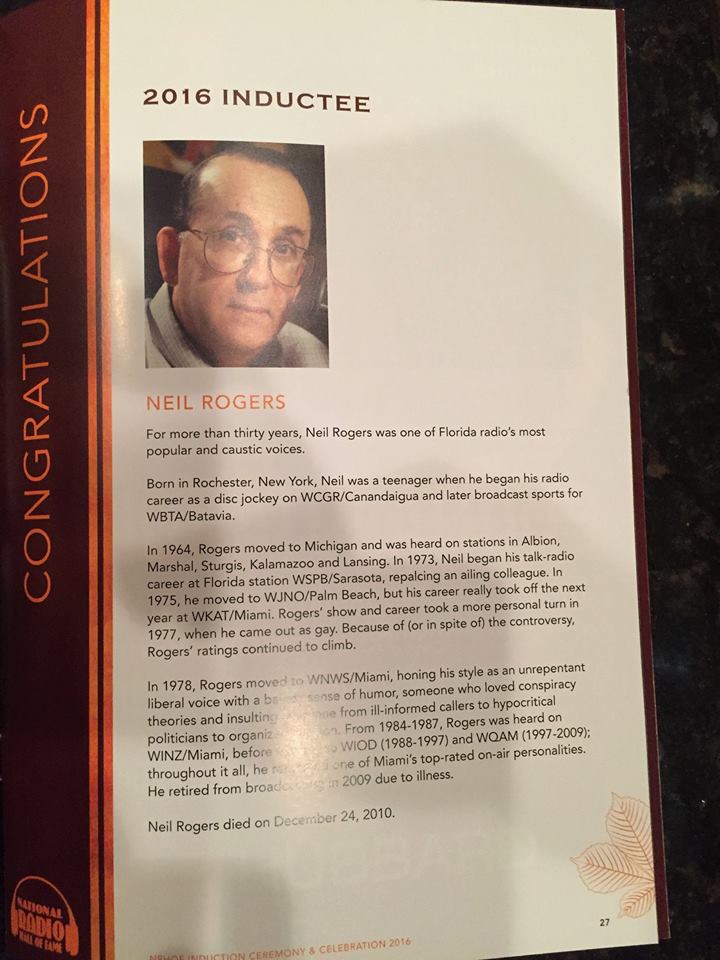 CONGRATULATIONS
2016 INDUCTEE
NEIL ROGERS
For more than thirty years, Neil Rogers was one of Florida radio's most
popular and caustic voices.
Born in Rochester, New York, Neil was a teenager when he began his radio
career as a disc jockey on WCGR/Canandaigua and later broadcast sports for
WBTA/Batavia.
In 1964, Rogers moved to Michigan and was heard on stations in Albion,
Marshal, Sturgis, Kalamazoo and Lansing. In 1973, Neil began his talk-radio
career at Florida station WSPB/Sarasota, repalcing an ailing colleague. In
1975, he moved to WJNO/Palm Beach, but his career really took off the next
year at WKAT/Miami. Rogers' show and career took a more personal turn in
1977, when he came out as gay. Because of (or in spite of) the controversy,
Rogers' ratings continued to climb.
In 1978, Rogers moved to WNWS/Miami, honing his style as an unrepentant
liberal voice with a sense of humor, someone who loved conspiracy
theories and insulting from ill-informed callers to hypocritical
politicians to From 1984-1987, Rogers was heard on
WINZ/Miami, before WIOD (1988-1997) and WQAM (1997-2009);
throughout it all, he one of Miami's top-rated on-air personalities.
He retired from broadcasting in 2009 due to illness.
Neil Rogers died on December 24, 2010.
NATIONAL
RADIO
HALL OF FAME
NRHOF INDUCTION CEREMONY & CELEBRATION 2016
27